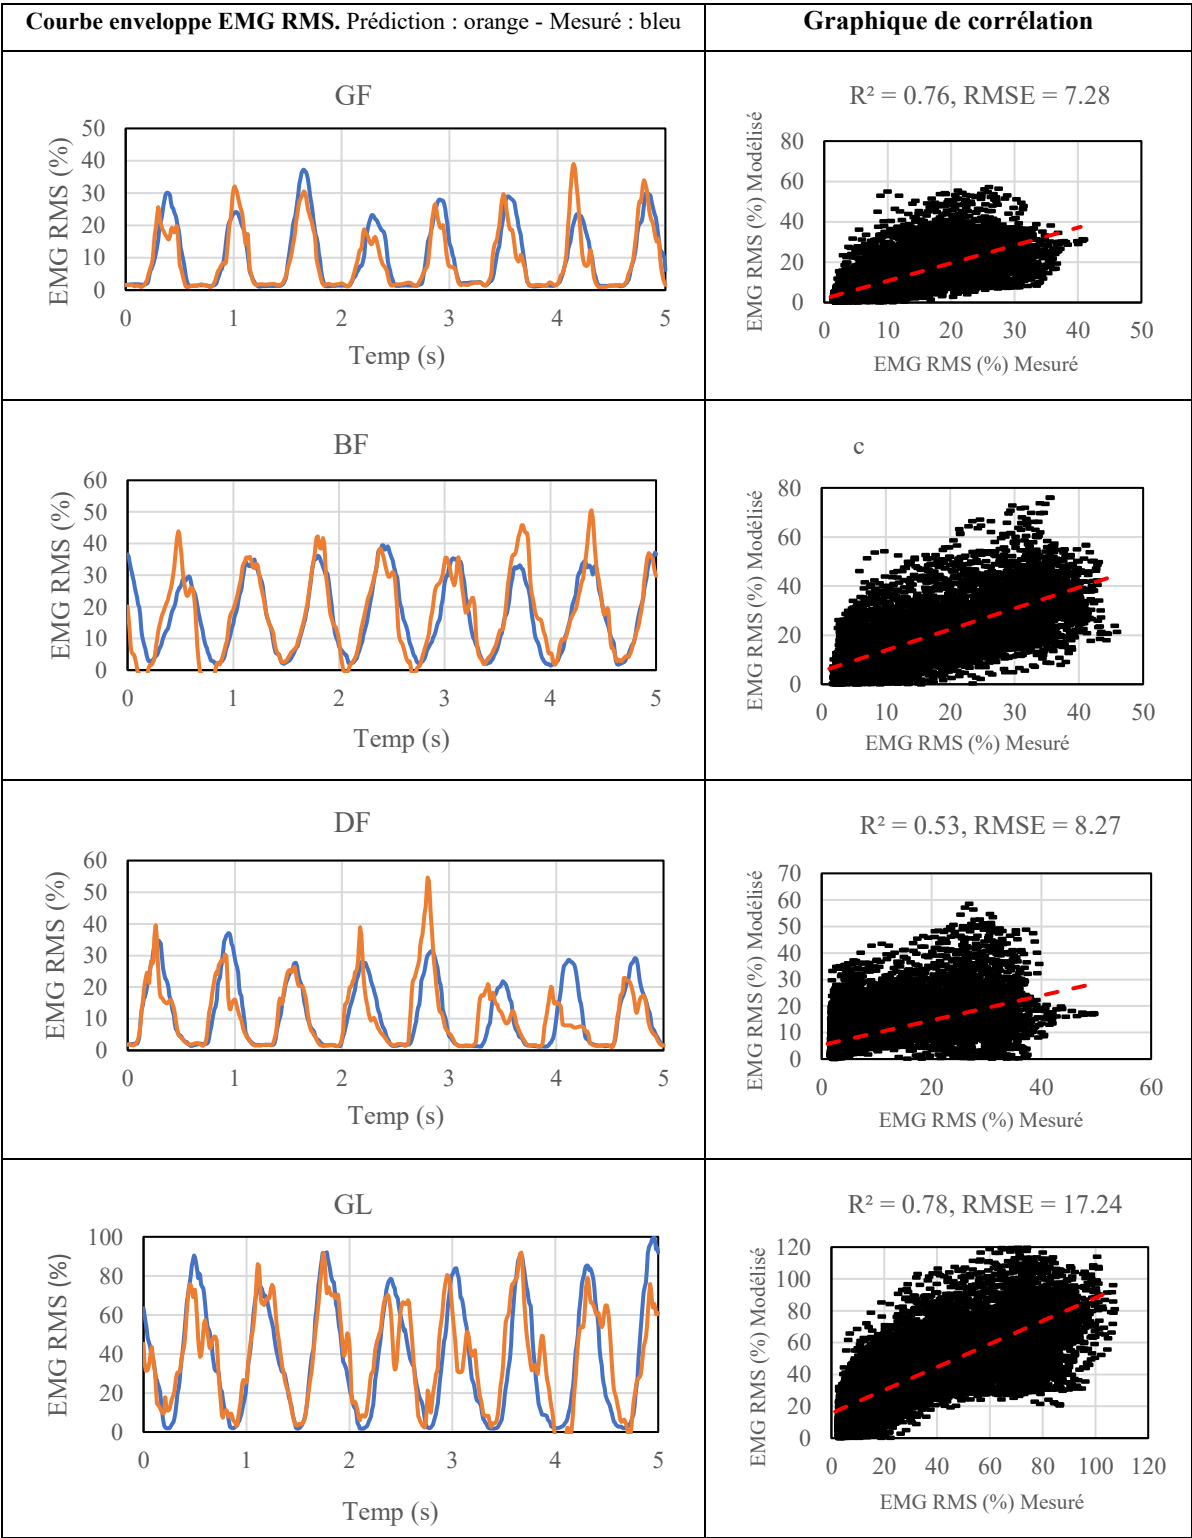 Courbe enveloppe EMG RMS. Prédiction : orange - Mesuré : bleu
Graphique de corrélation
GF
EMG RMS (%)
50
40
30
20
10
0
0 1 2 3 4 5
Temp (s)
R² = 0.76, RMSE = 7.28
EMG RMS (%) Modélisé
80
60
40
20
0
0 10 20 30 40 50
EMG RMS (%) Mesuré
BF
EMG RMS (%)
60
50
40
30
20
10
0
0 1 2 3 4 5
Temp (s)
c
EMG RMS (%) Modélisé
80
60
40
20
0
0 10 20 30 40 50
EMG RMS (%) Mesuré
DF
EMG RMS (%)
60
50
40
30
20
10
0
0 1 2 3 4 5
Temp (s)
R² = 0.53, RMSE = 8.27
EMG RMS (%) Modélisé
70
60
50
40
30
20
10
0
0 20 40 60
EMG RMS (%) Mesuré
GL
EMG RMS (%)
100
80
60
40
20
0
0 1 2 3 4 5
Temp (s)
R² = 0.78, RMSE = 17.24
EMG RMS (%) Modélisé
120
100
80
60
40
20
0
0 20 40 60 80 100 120
EMG RMS (%) Mesuré